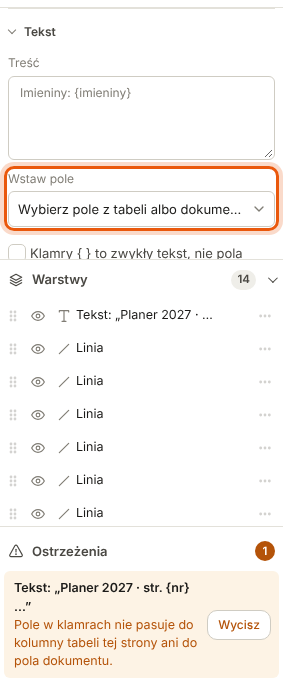 Tekst
Treść
Imieniny: {imieniny}
Wstaw pole
Wybierz pole z tabeli albo dokume...
Klamry { } to zwykły tekst, nie pola
Warstwy 14
Tekst: „Planer 2027 · ...
Linia
Linia
Linia
Linia
Linia
Linia
Ostrzeżenia 1
Tekst: „Planer 2027 · str. {nr}
...”
Pole w klamrach nie pasuje do
kolumny tabeli tej strony ani do
pola dokumentu.
Wycisz